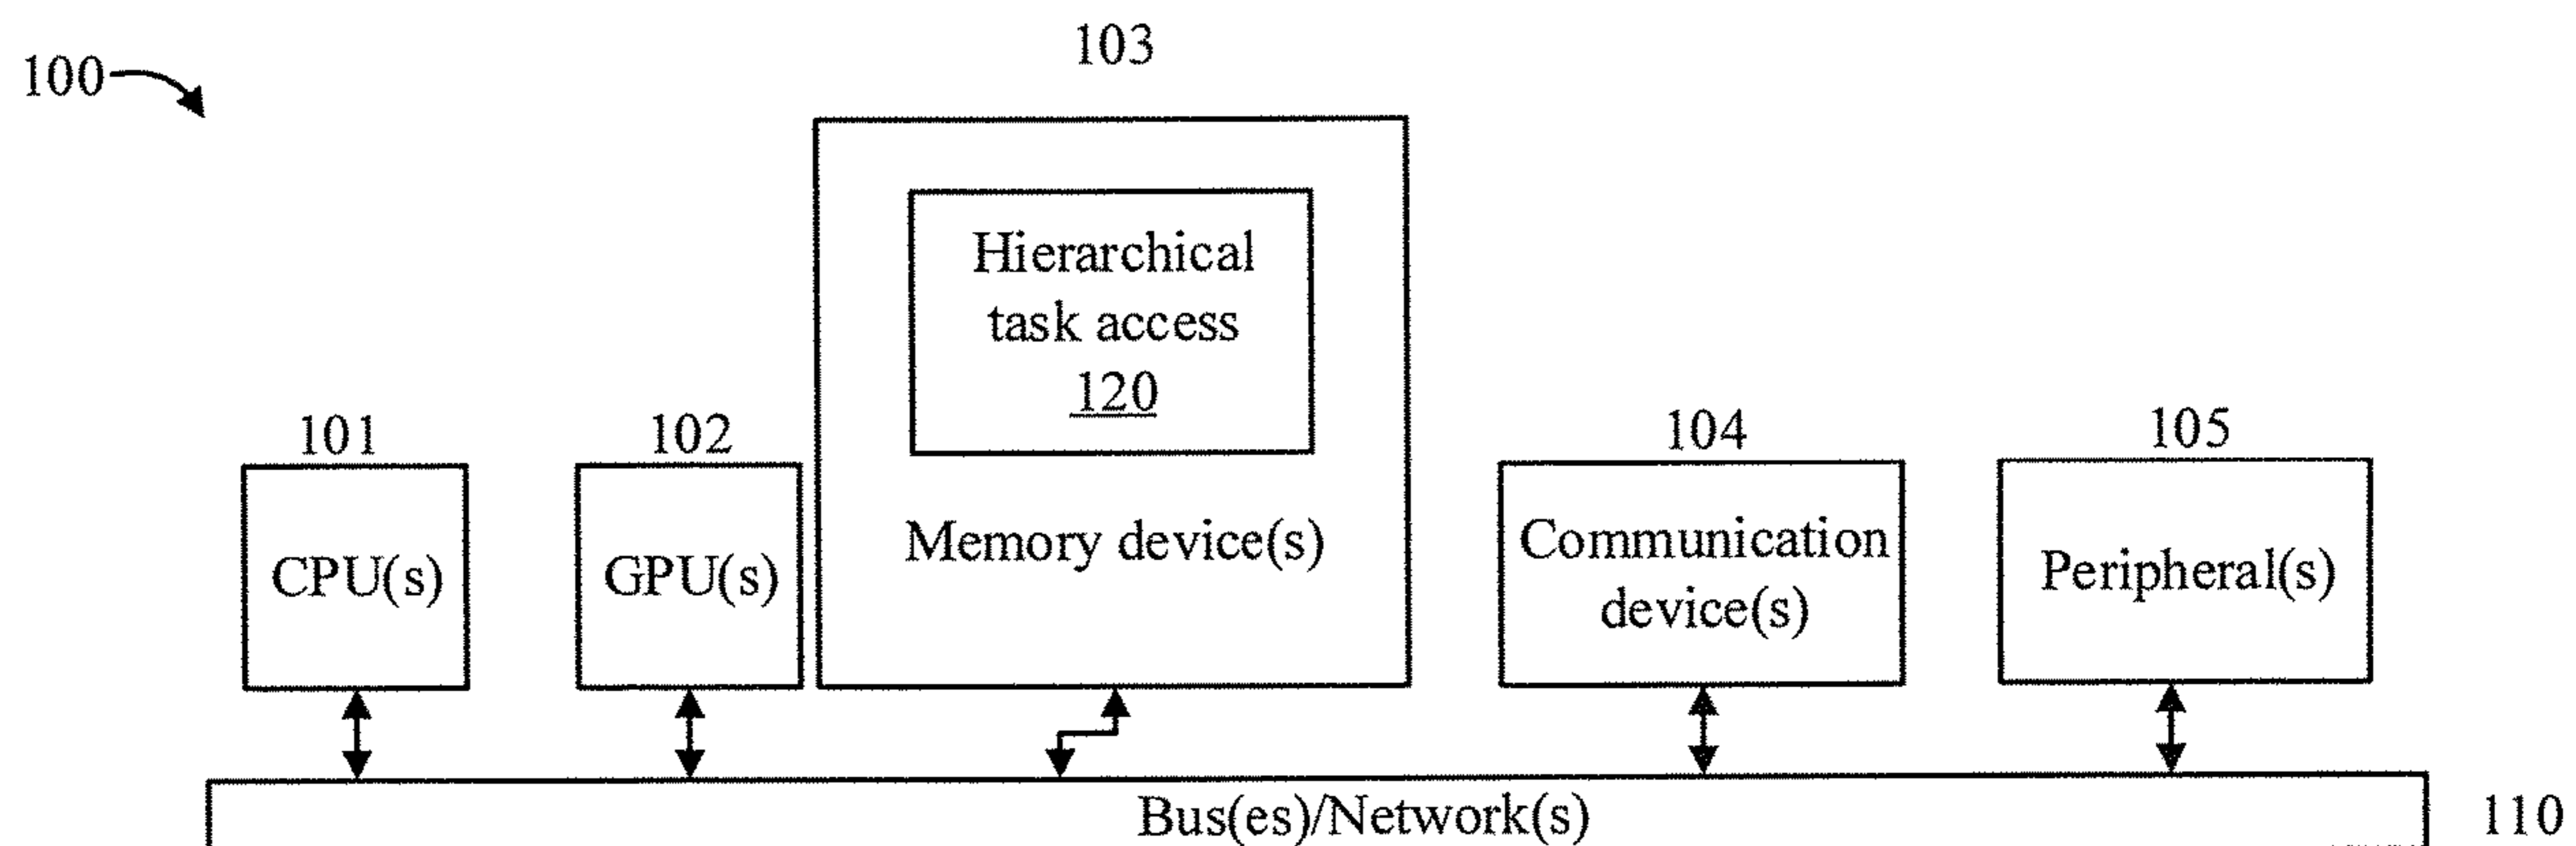 103
100
Hierarchical
task access
120
101
102
104
105
CPU(s)
GPU(s)
Memory device(s)
Communication
device(s)
Peripheral(s)
Bus(es)/Network(s)
110